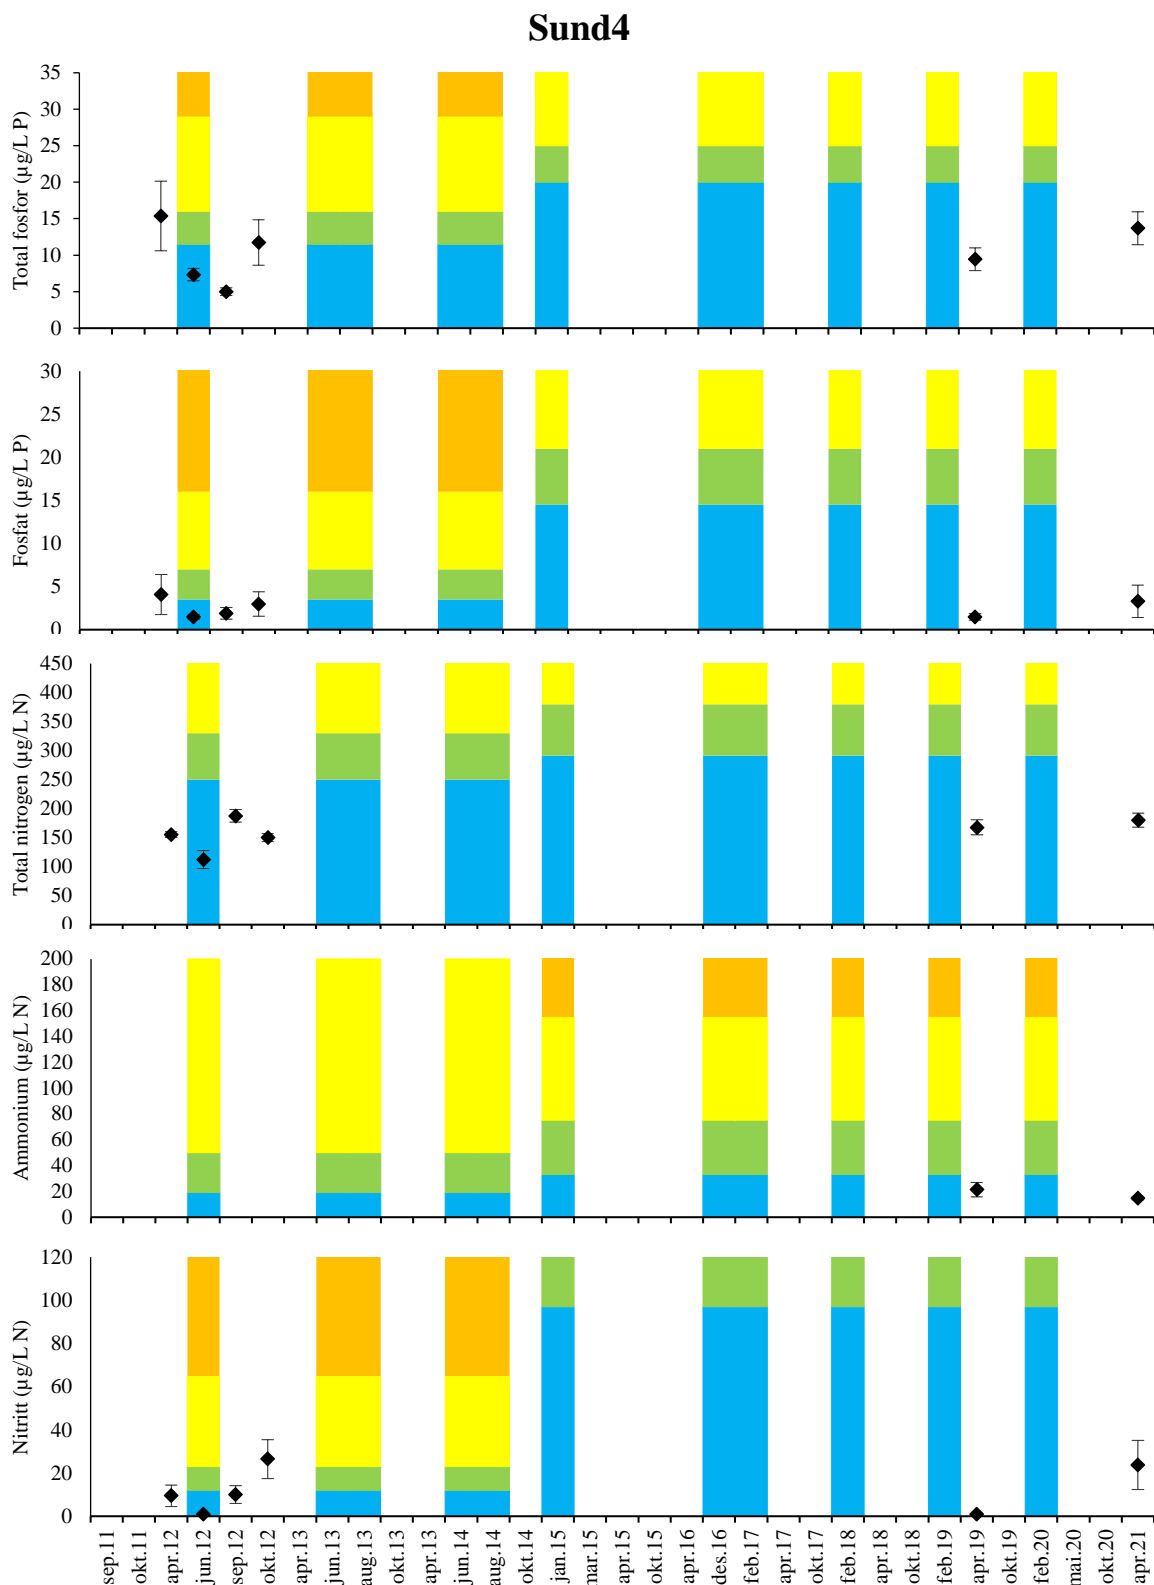 Sund4
Total fosfor (µg/L P)
35
30
25
20
15
10
5
0
Fosfat (µg/L P)
30
25
20
15
10
5
0
Total nitrogen (µg/L N)
450
400
350
300
250
200
150
100
50
0
Ammonium (µg/L N)
200
180
160
140
120
100
80
60
40
20
0
Nitritt (µg/L N)
120
100
80
60
40
20
0
sep.11
okt.11
apr.12
jun.12
sep.12
okt.12
apr.13
jun.13
aug.13
okt.13
apr.13
jun.14
aug.14
okt.14
jan.15
mar.15
apr.15
okt.15
apr.16
des.16
feb.17
apr.17
okt.17
feb.18
apr.18
okt.18
feb.19
apr.19
okt.19
feb.20
mai.20
okt.20
apr.21